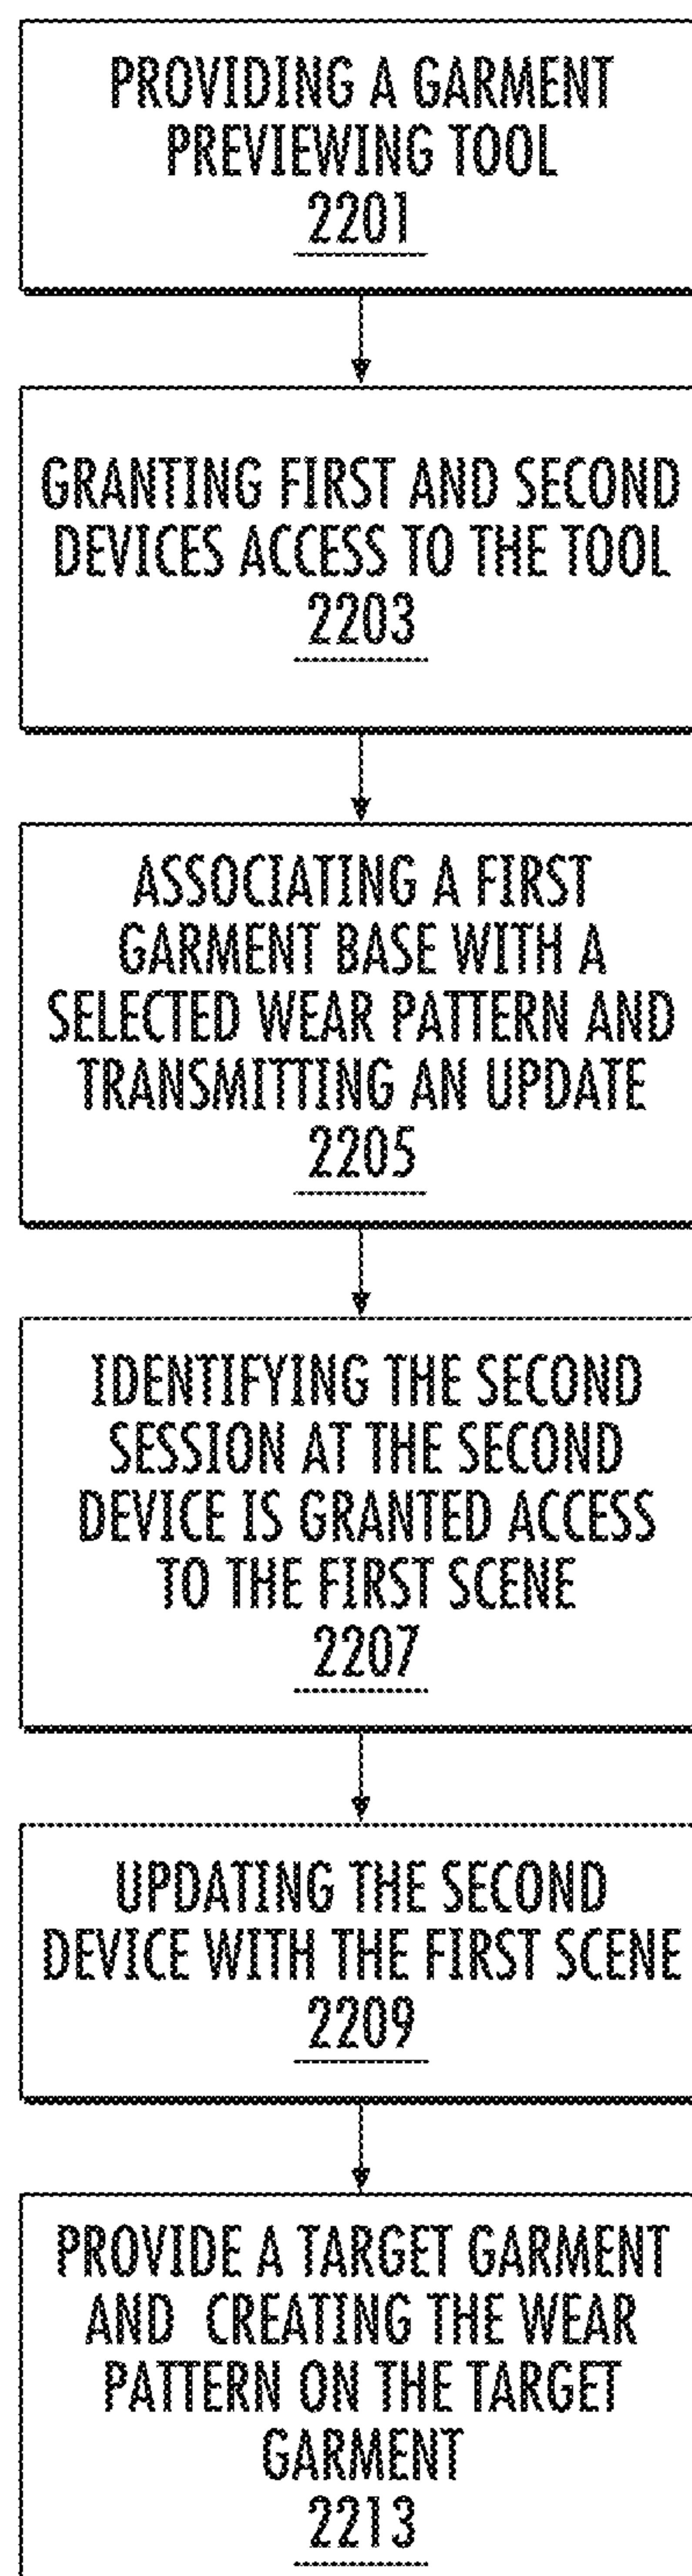 PROVIDING A GARMENT
PREVIEWING TOOL
2201
GRANTING FIRST AND SECOND
DEVICES ACCESS TO THE TOOL
2203
ASSOCIATING A FIRST
GARMENT BASE WITH A
SELECTED WEAR PATTERN AND
TRANSMITTING AN UPDATE
2205
IDENTIFYING THE SECOND
SESSION AT THE SECOND
DEVICE IS GRANTED ACCESS
TO THE FIRST SCENE
2207
UPDATING THE SECOND
DEVICE WITH THE FIRST SCENE
2209
PROVIDE A TARGET GARMENT
AND CREATING THE WEAR
PATTERN ON THE TARGET
GARMENT
2213